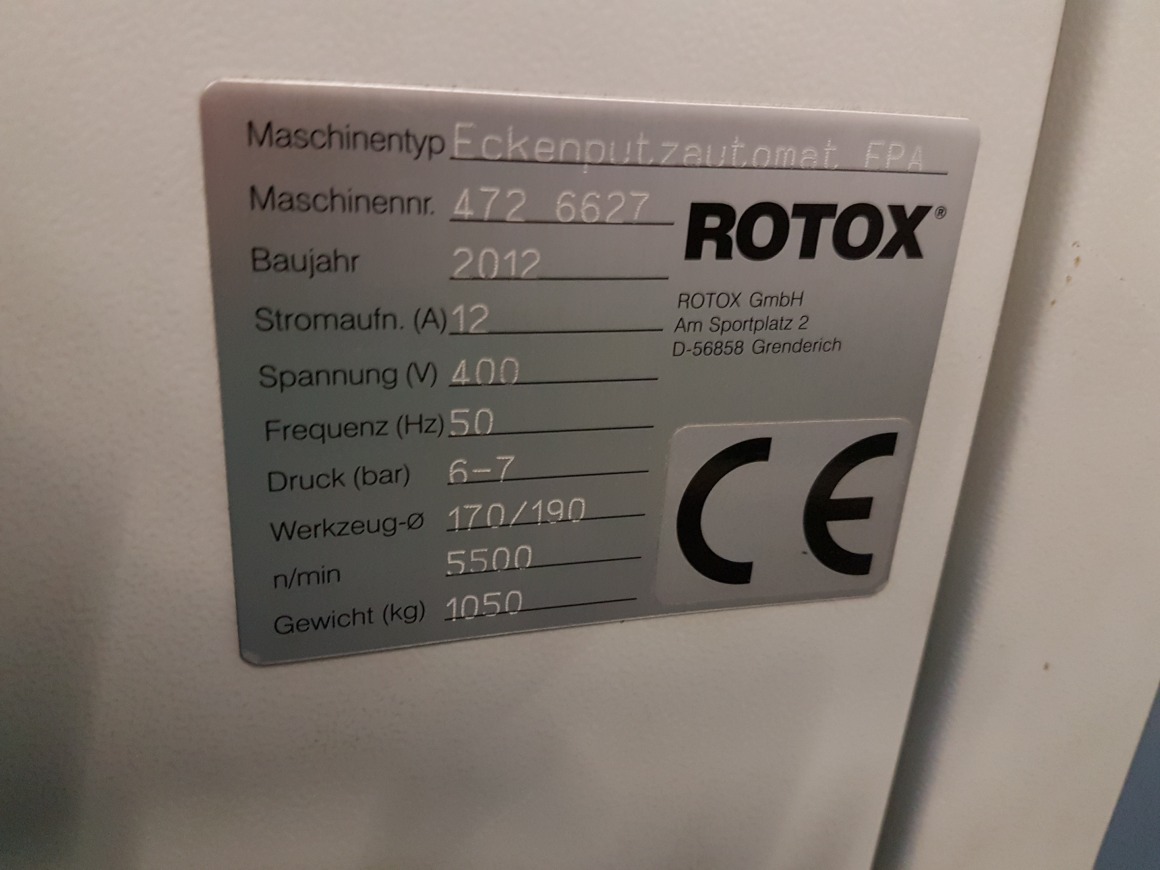 Maschinentyp Eckenputzautomat EPA
Maschinennr. 472 6627
Baujahr 2012
Stromaufn. (A) 12
Spannung (V) 400
Frequenz (Hz) 50
Druck (bar) 6-7
Werkzeug-Ø 170/190
n/min 5500
Gewicht (kg) 1050
ROTOX®
ROTOX GmbH
Am Sportplatz 2
D-56858 Grenderich
CE